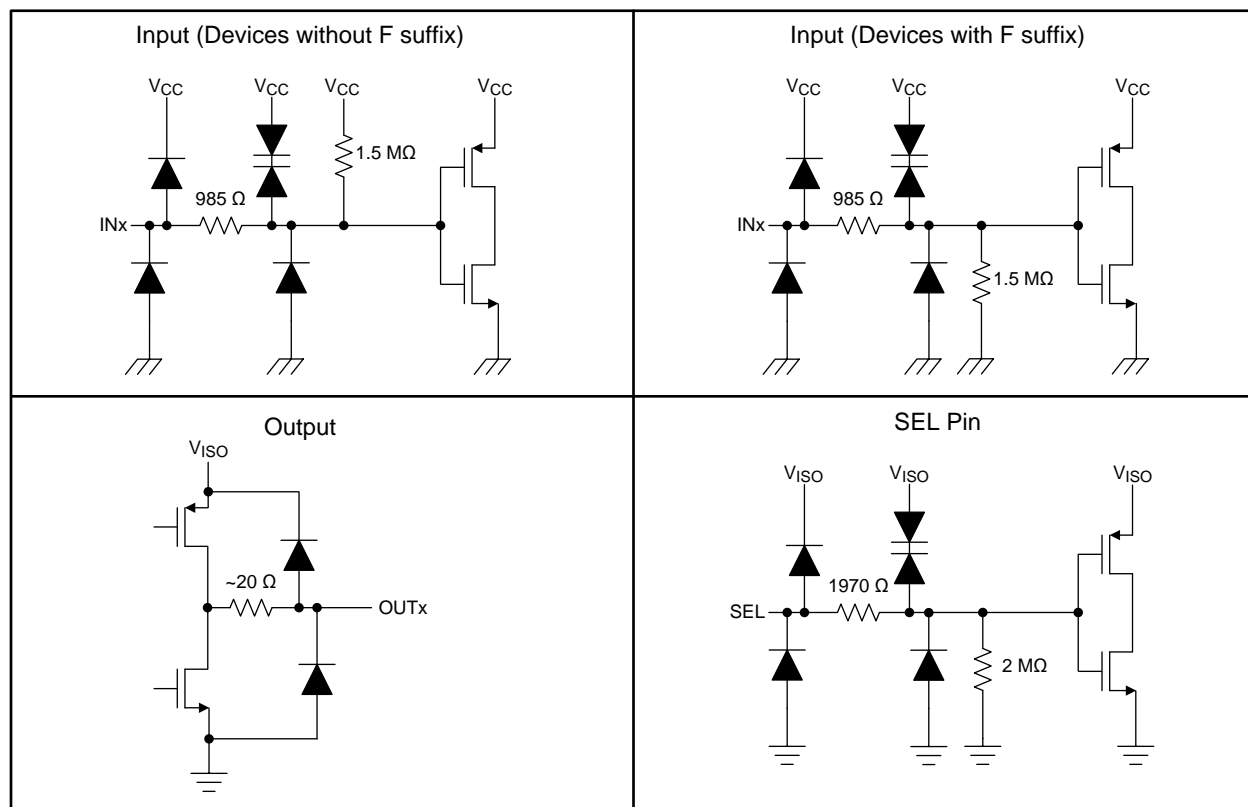 Input (Devices without F suffix)
VCC
VCC
VCC
VCC
1.5 MΩ
985 Ω
INx
Input (Devices with F suffix)
VCC
VCC
VCC
985 Ω
INx
1.5 MΩ
Output
VISO
~20 Ω
OUTx
SEL Pin
VISO
VISO
VISO
1970 Ω
SEL
2 MΩ